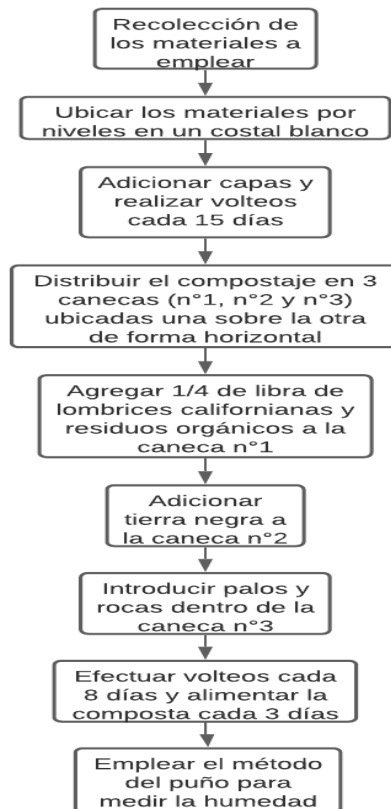 Recolección de
los materiales a
emplear
Ubicar los materiales por
niveles en un costal blanco
Adicionar capas y
realizar volteos
cada 15 días
Distribuir el compostaje en 3
canecas (n°1, n°2 y n°3)
ubicadas una sobre la otra
de forma horizontal
Agregar 1/4 de libra de
lombrices californianas y
residuos orgánicos a la
caneca n°1
Adicionar
tierra negra a
la caneca n°2
Introducir palos y
rocas dentro de la
caneca n°3
Efectuar volteos cada
8 días y alimentar la
composta cada 3 días
Emplear el método
del puño para
medir la humedad